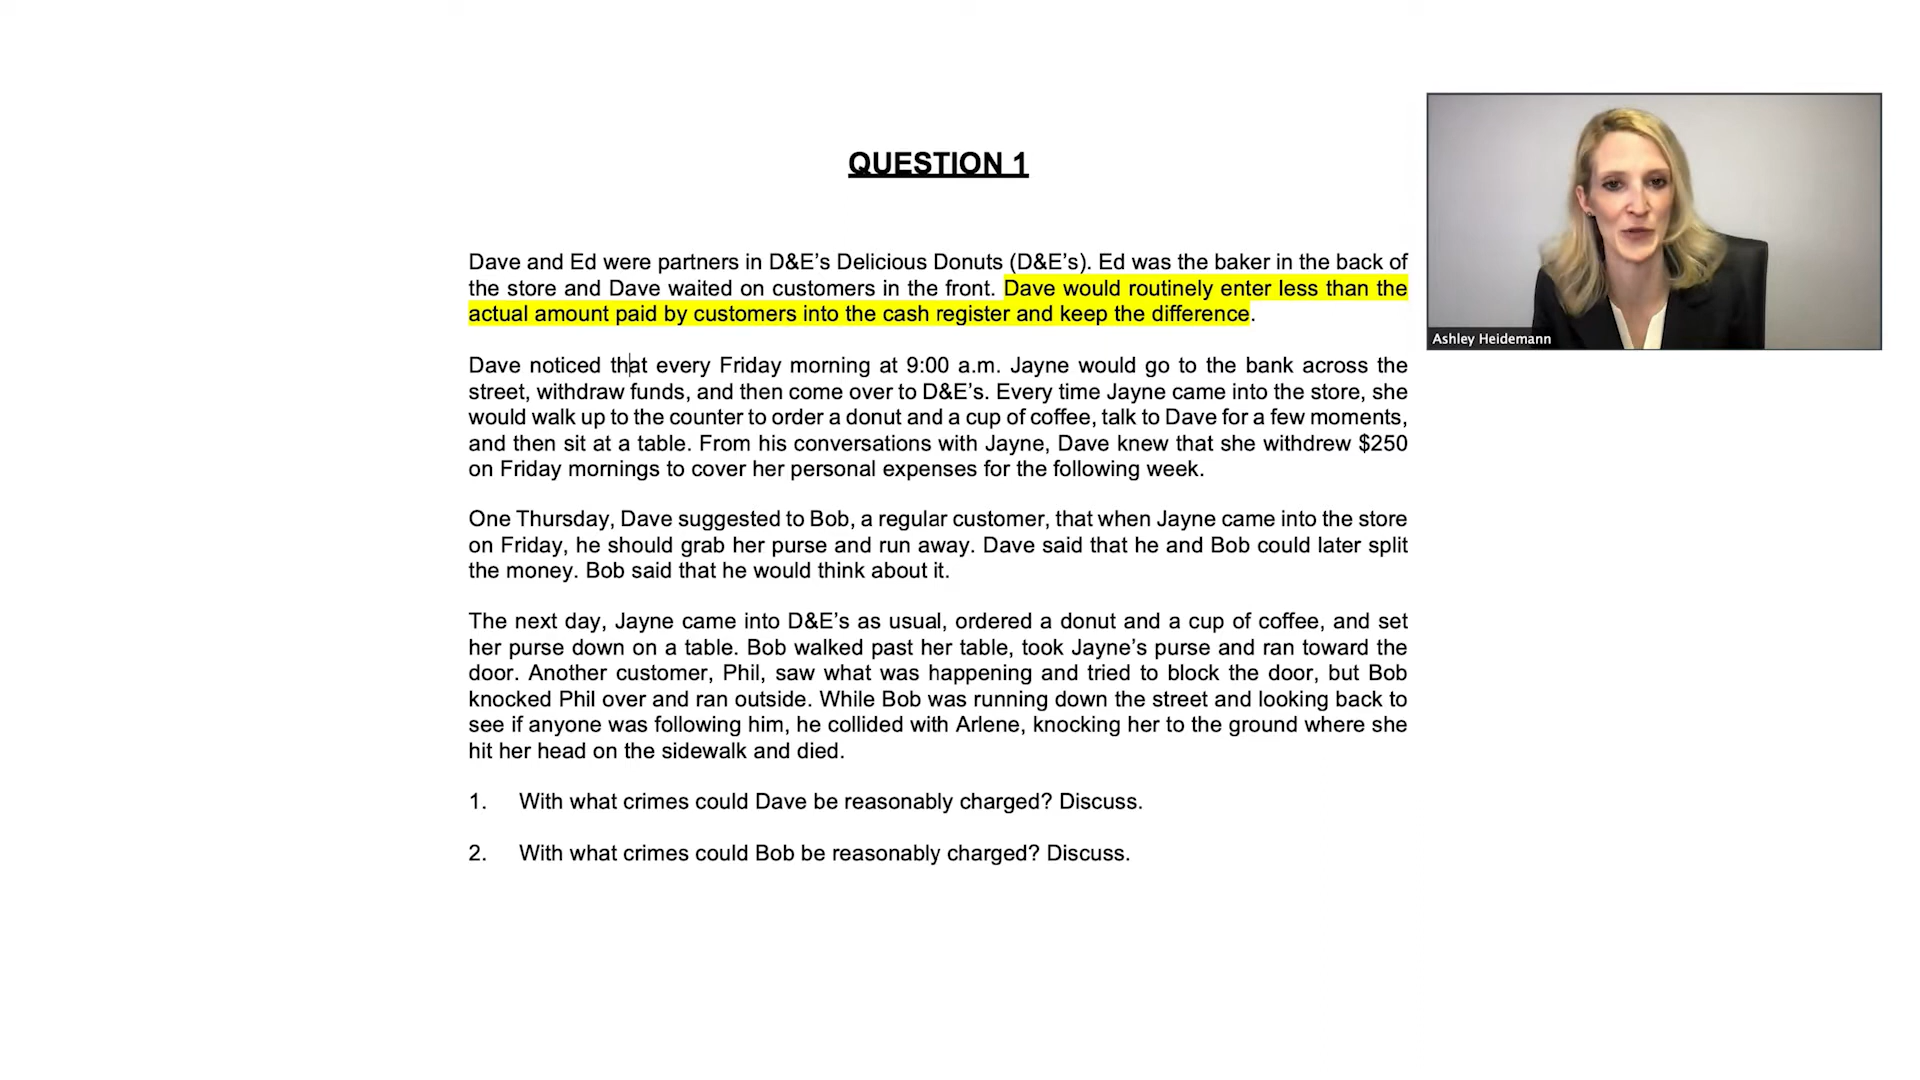 QUESTION 1
Dave and Ed were partners in D&E’s Delicious Donuts (D&E’s). Ed was the baker in the back of
the store and Dave waited on customers in the front. Dave would routinely enter less than the
actual amount paid by customers into the cash register and keep the difference.
Dave noticed that every Friday morning at 9:00 a.m. Jayne would go to the bank across the
street, withdraw funds, and then come over to D&E’s. Every time Jayne came into the store, she
would walk up to the counter to order a donut and a cup of coffee, talk to Dave for a few moments,
and then sit at a table. From his conversations with Jayne, Dave knew that she withdrew $250
on Friday mornings to cover her personal expenses for the following week.
One Thursday, Dave suggested to Bob, a regular customer, that when Jayne came into the store
on Friday, he should grab her purse and run away. Dave said that he and Bob could later split
the money. Bob said that he would think about it.
The next day, Jayne came into D&E’s as usual, ordered a donut and a cup of coffee, and set
her purse down on a table. Bob walked past her table, took Jayne’s purse and ran toward the
door. Another customer, Phil, saw what was happening and tried to block the door, but Bob
knocked Phil over and ran outside. While Bob was running down the street and looking back to
see if anyone was following him, he collided with Arlene, knocking her to the ground where she
hit her head on the sidewalk and died.
1. With what crimes could Dave be reasonably charged? Discuss.
2. With what crimes could Bob be reasonably charged? Discuss.
Ashley Heidemann